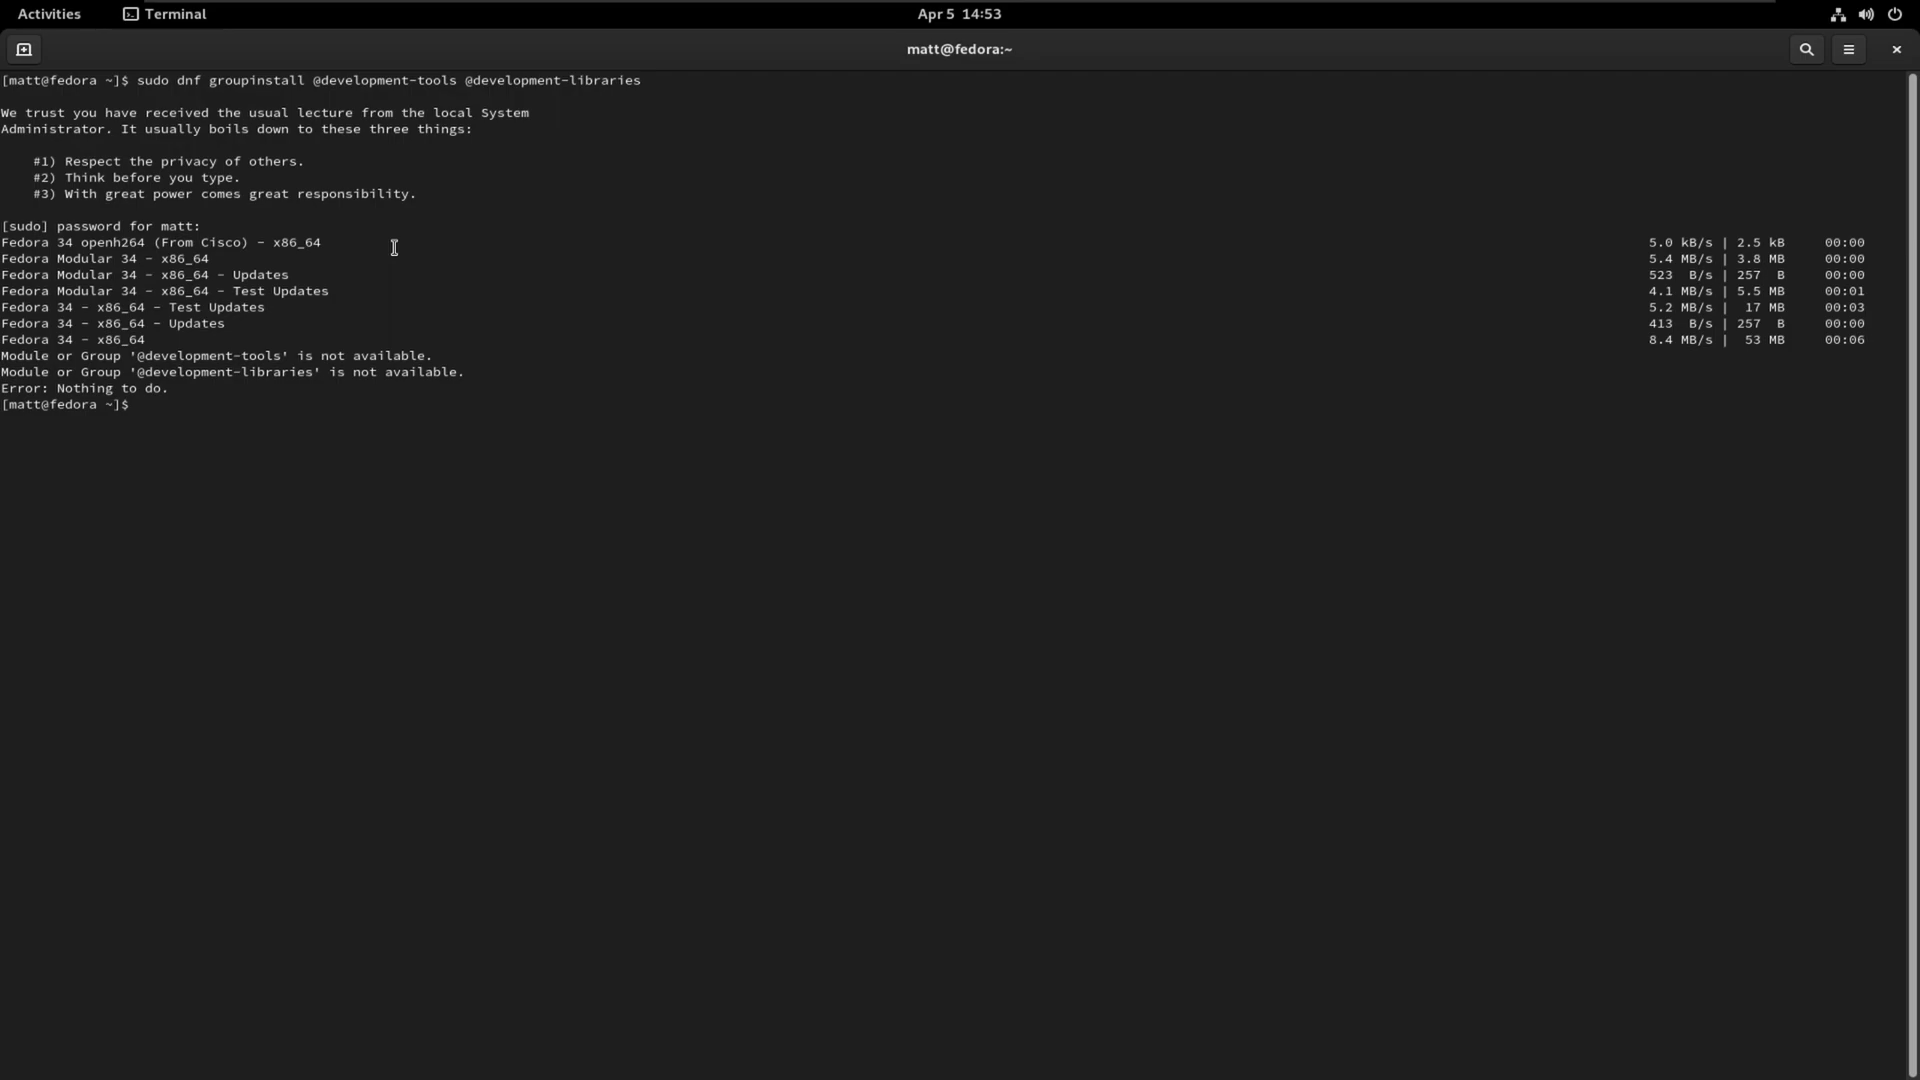 Activities Terminal Apr 5 14:53
matt@fedora:~
[matt@fedora ~]$ sudo dnf groupinstall @development-tools @development-libraries
We trust you have received the usual lecture from the local System
Administrator. It usually boils down to these three things:
#1) Respect the privacy of others.
#2) Think before you type.
#3) With great power comes great responsibility.
[sudo] password for matt:
Fedora 34 openh264 (From Cisco) - x86_64 5.0 kB/s | 2.5 kB 00:00
Fedora Modular 34 - x86_64 5.4 MB/s | 3.8 MB 00:00
Fedora Modular 34 - x86_64 - Updates 523 B/s | 257 B 00:00
Fedora Modular 34 - x86_64 - Test Updates 4.1 MB/s | 5.5 MB 00:01
Fedora 34 - x86_64 - Test Updates 5.2 MB/s | 17 MB 00:03
Fedora 34 - x86_64 - Updates 413 B/s | 257 B 00:00
Fedora 34 - x86_64 8.4 MB/s | 53 MB 00:06
Module or Group '@development-tools' is not available.
Module or Group '@development-libraries' is not available.
Error: Nothing to do.
[matt@fedora ~]$